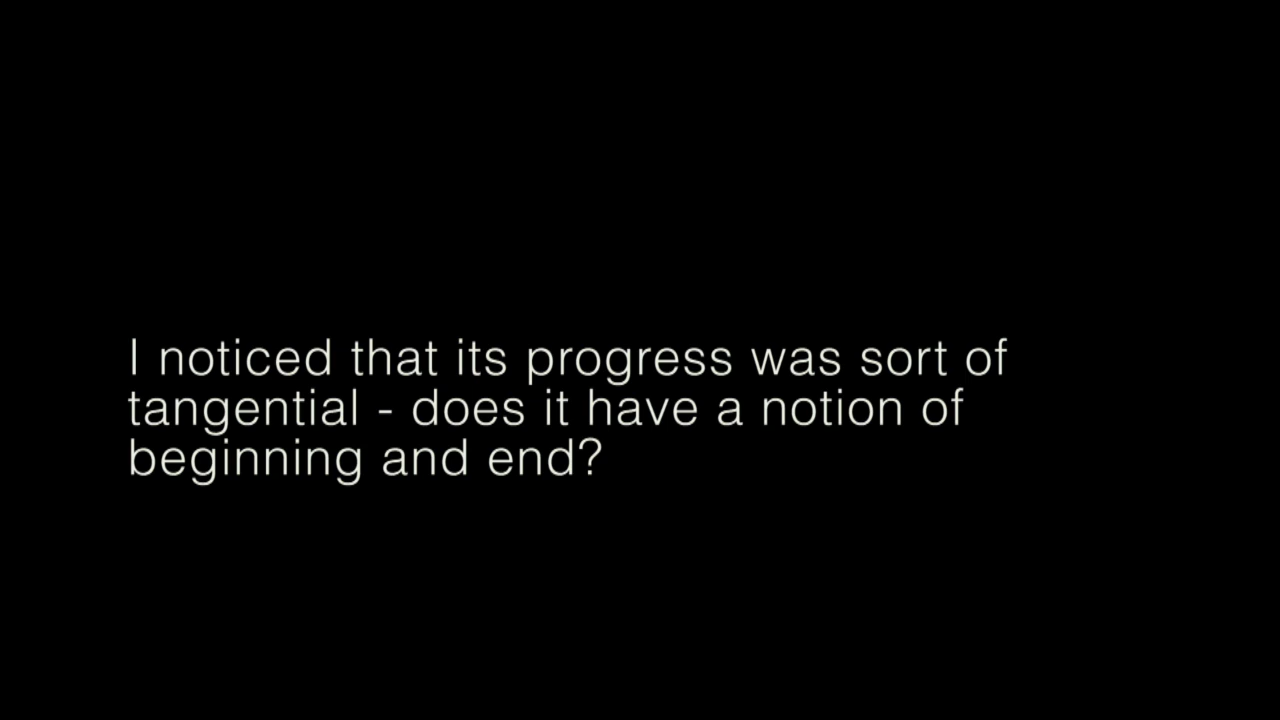 I noticed that its progress was sort of
tangential - does it have a notion of
beginning and end?